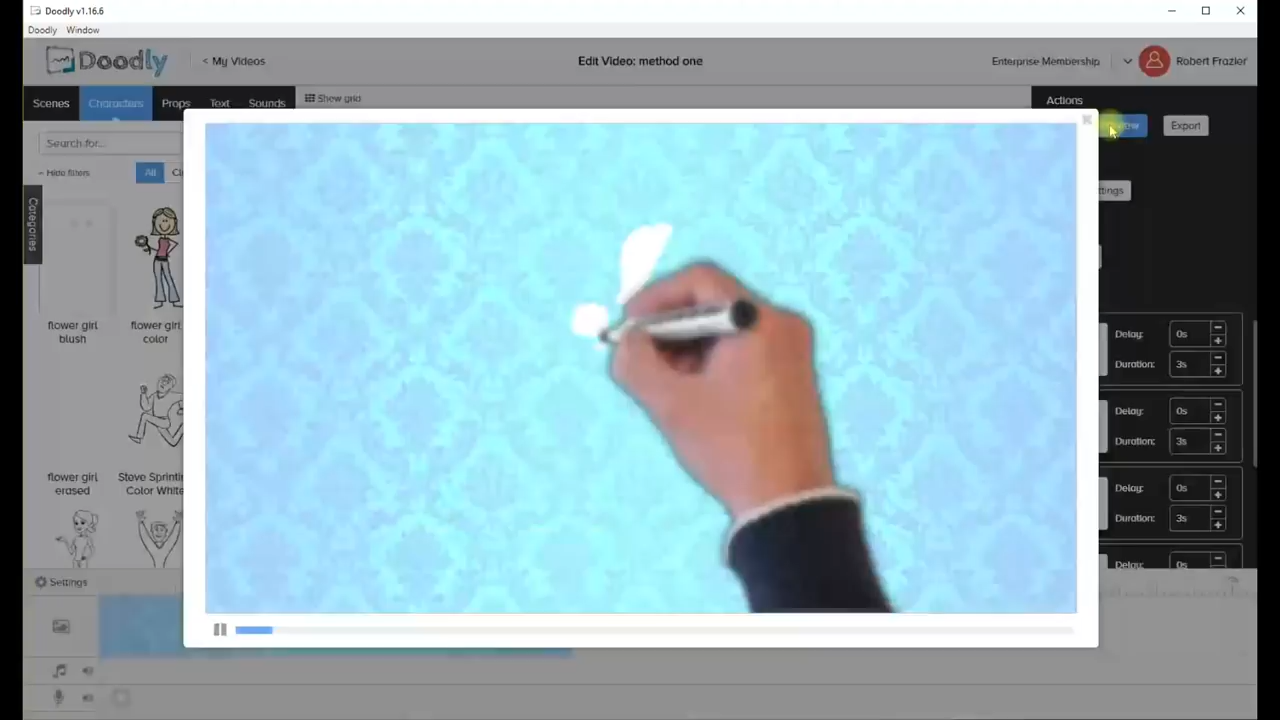 Doodly v1.16.6
Doodly Window
Doodly
< My Videos
Edit Video: method one
Enterprise Membership
Robert Frazier
Scenes
Characters
Props
Text
Sounds
Show grid
Actions
Search for...
Export
Hide filters
All
Categories
flower girl blush
flower girl color
Delay: 0s
Duration: 3s
Delay: 0s
Duration: 3s
flower girl erased
Steve Sprinting Color White
Delay: 0s
Duration: 3s
Delay: 0s
Settings